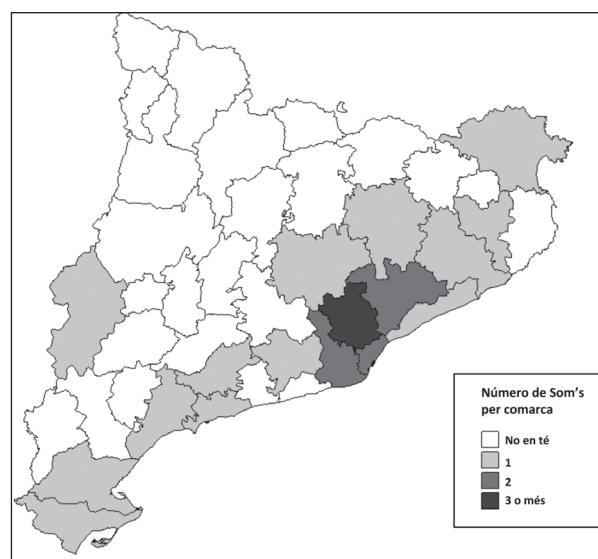 Número de Som's
per comarca
No en té
1
2
3 o més